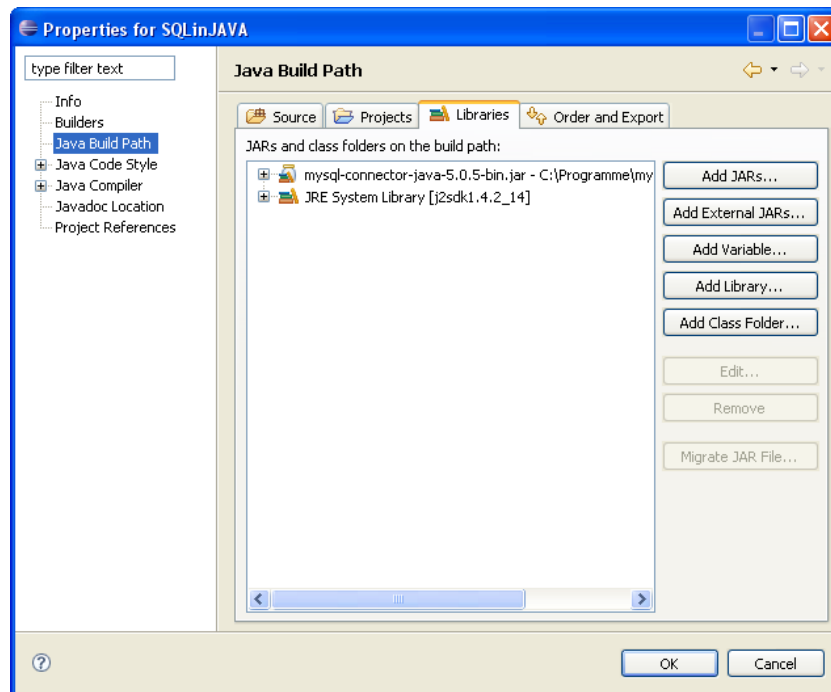 Properties for SQLinJAVA
type filter text
Info
Builders
Java Build Path
Java Code Style
Java Compiler
Javadoc Location
Project References
Java Build Path
Source Projects Libraries Order and Export
JARs and class folders on the build path:
mysql-connector-java-5.0.5-bin.jar - C:\Programme\my
JRE System Library [j2sdk1.4.2_14]
Add JARs...
Add External JARs...
Add Variable...
Add Library...
Add Class Folder...
Edit...
Remove
Migrate JAR File...
OK Cancel